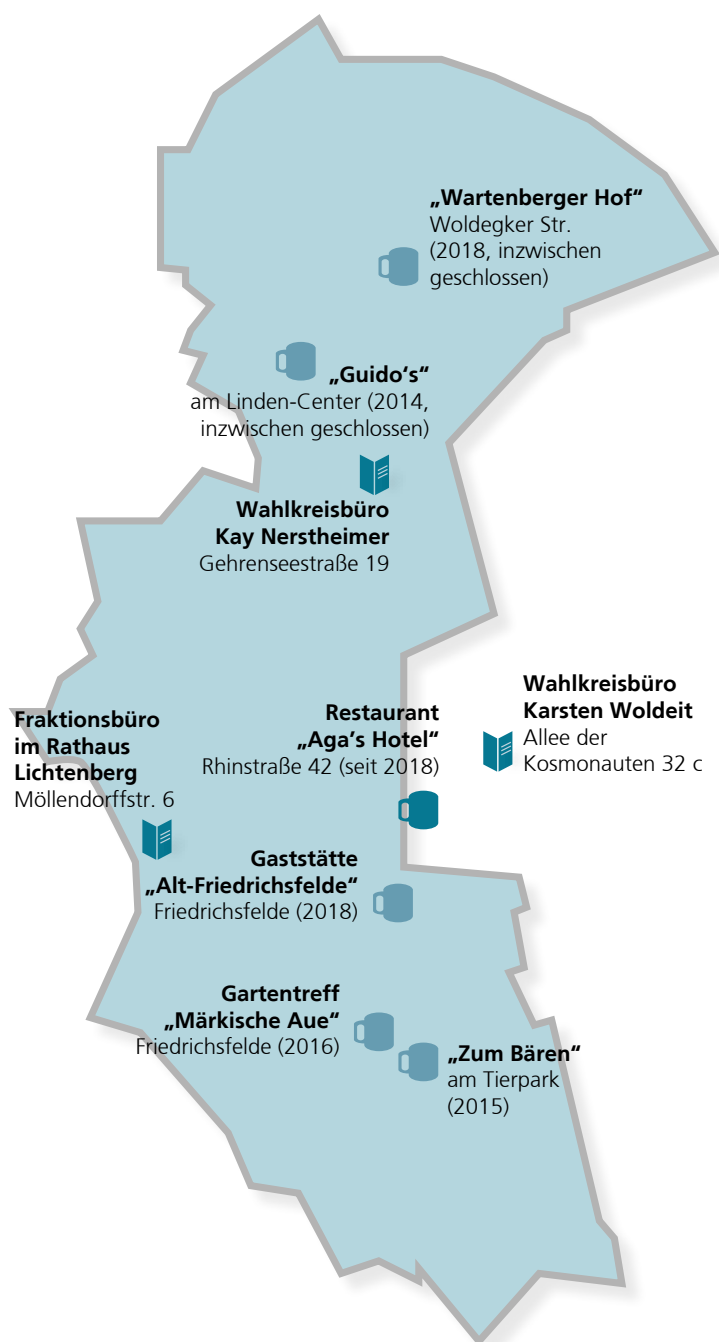 „Wartenberger Hof“
Woldegker Str.
(2018, inzwischen
geschlossen)
„Guido‘s“
am Linden-Center (2014,
inzwischen geschlossen)
Wahlkreisbüro
Kay Nerstheimer
Gehrenseestraße 19
Wahlkreisbüro
Karsten Woldeit
Allee der
Kosmonauten 32 c
Restaurant
„Aga‘s Hotel“
Rhinstraße 42 (seit 2018)
Fraktionsbüro
im Rathaus
Lichtenberg
Möllendorffstr. 6
Gaststätte
„Alt-Friedrichsfelde“
Friedrichsfelde (2018)
Gartentreff
„Märkische Aue“
Friedrichsfelde (2016)
„Zum Bären“
am Tierpark
(2015)